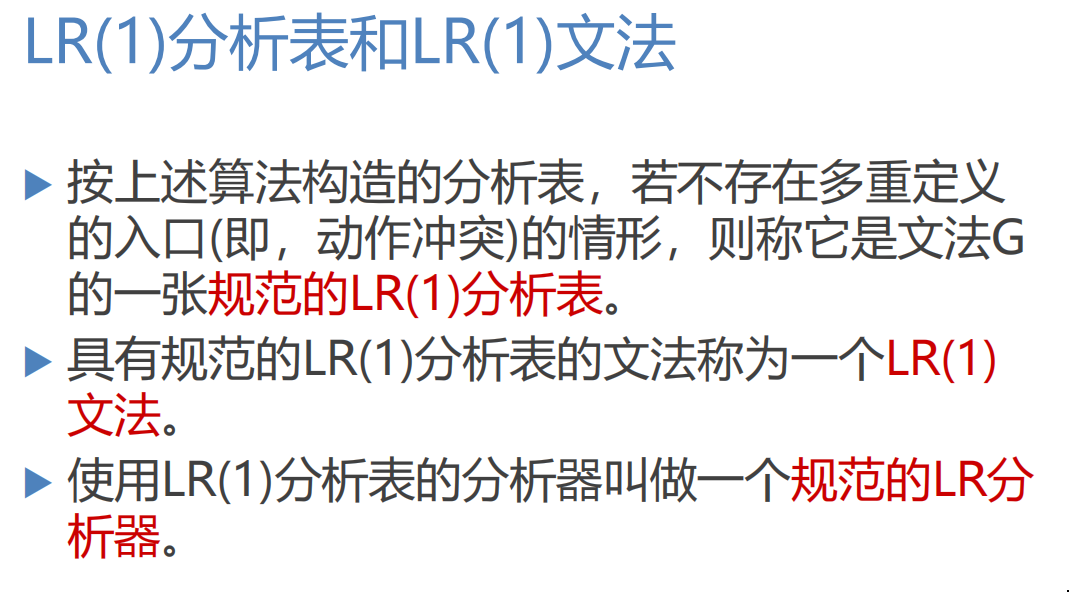 LR(1)分析表和LR(1)文法
按上述算法构造的分析表，若不存在多重定义
的入口(即，动作冲突)的情形，则称它是文法G
的一张规范的LR(1)分析表。
具有规范的LR(1)分析表的文法称为一个LR(1)
文法。
使用LR(1)分析表的分析器叫做一个规范的LR分
析器。